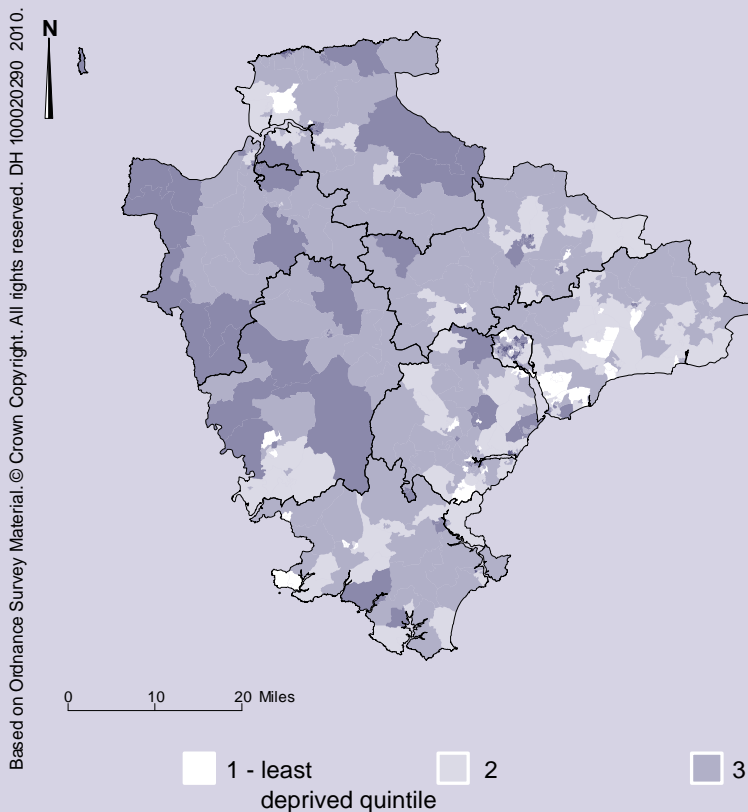 Based on Ordnance Survey Material. © Crown Copyright. All rights reserved. DH 100020290 2010.
N
0 10 20 Miles
1 - least
deprived quintile
2
3